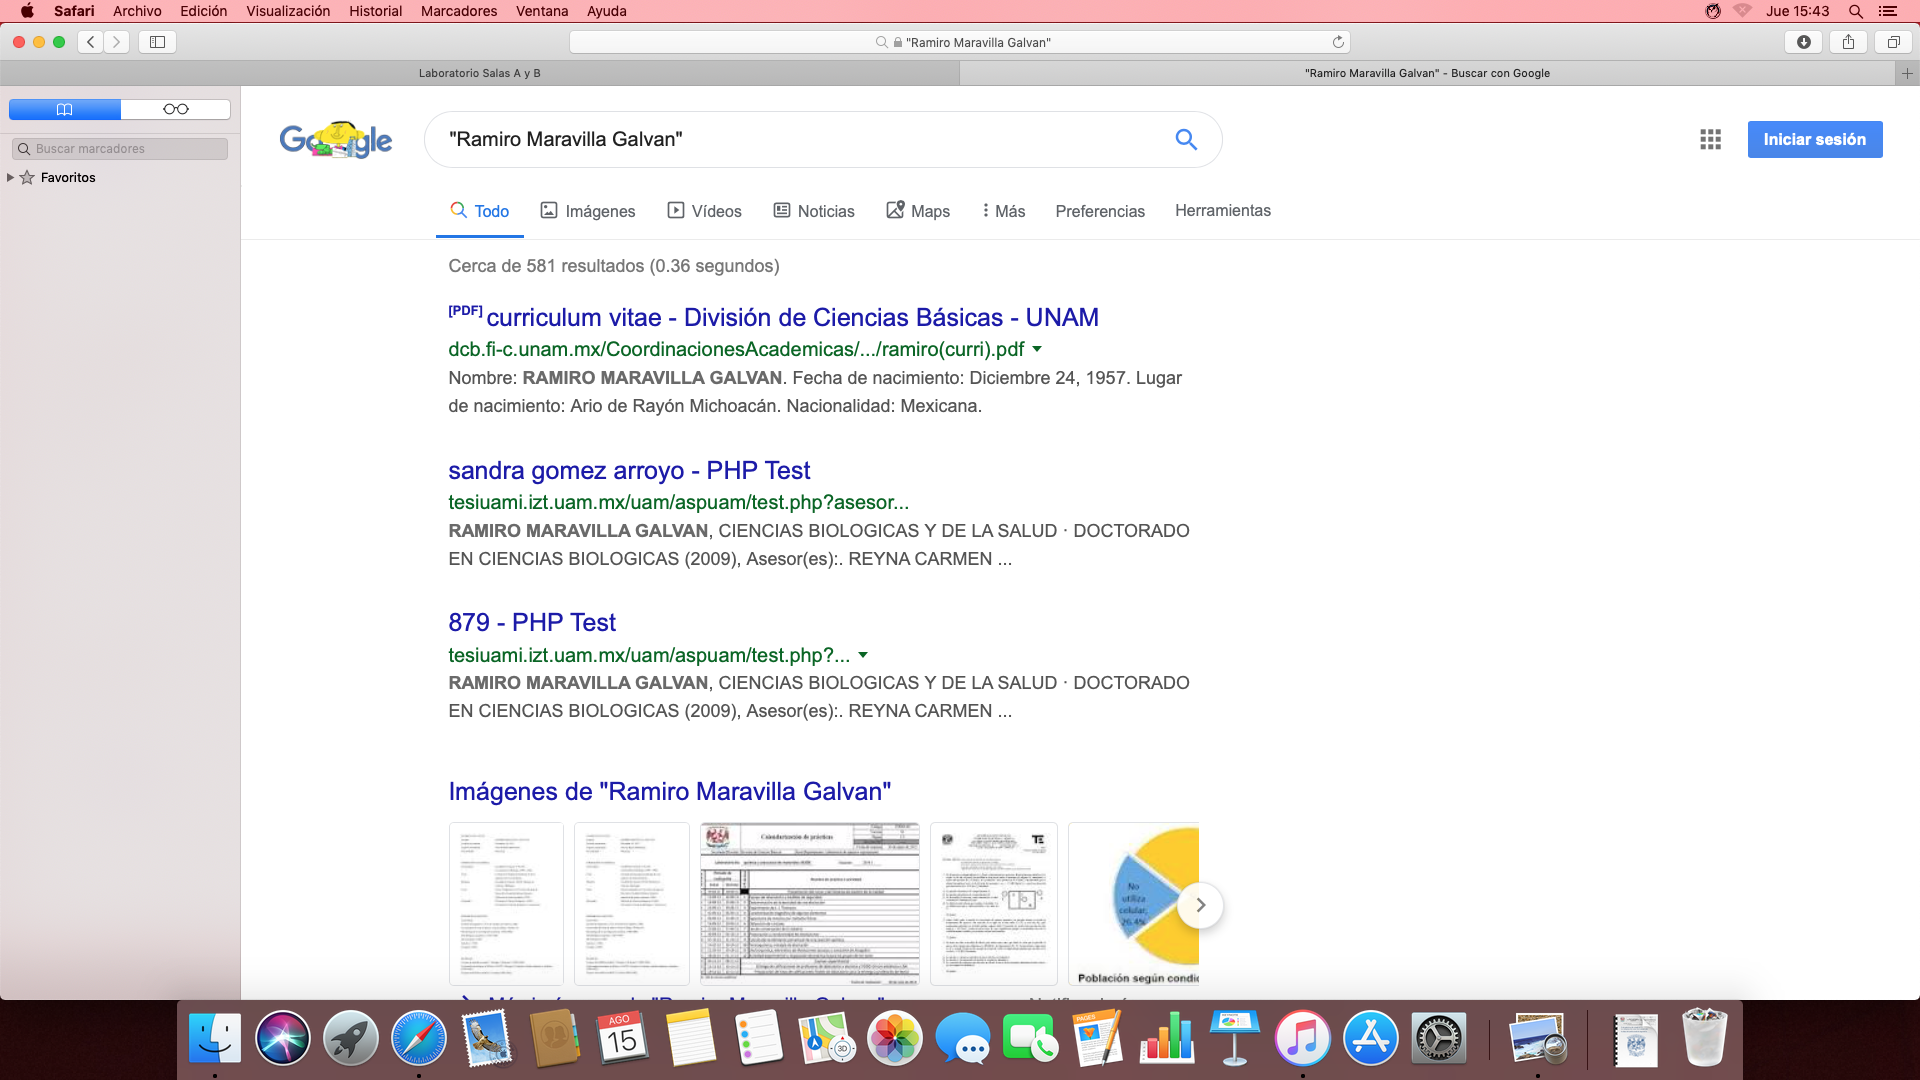 Safari Archivo Edición Visualización Historial Marcadores Ventana Ayuda Jue 15:43
"Ramiro Maravilla Galvan"
Laboratorio Salas A y B "Ramiro Maravilla Galvan" - Buscar con Google
Buscar marcadores
Favoritos
Google "Ramiro Maravilla Galvan" Iniciar sesión
Todo Imágenes Vídeos Noticias Maps Más Preferencias Herramientas
Cerca de 581 resultados (0.36 segundos)
[PDF] curriculum vitae - División de Ciencias Básicas - UNAM
dcb.fi-c.unam.mx/CoordinacionesAcademicas/.../ramiro(curri).pdf
Nombre: RAMIRO MARAVILLA GALVAN. Fecha de nacimiento: Diciembre 24, 1957. Lugar
de nacimiento: Ario de Rayón Michoacán. Nacionalidad: Mexicana.
sandra gomez arroyo - PHP Test
tesiuami.izt.uam.mx/uam/aspuam/test.php?asesor...
RAMIRO MARAVILLA GALVAN, CIENCIAS BIOLOGICAS Y DE LA SALUD · DOCTORADO
EN CIENCIAS BIOLOGICAS (2009), Asesor(es):. REYNA CARMEN ...
879 - PHP Test
tesiuami.izt.uam.mx/uam/aspuam/test.php?...
RAMIRO MARAVILLA GALVAN, CIENCIAS BIOLOGICAS Y DE LA SALUD · DOCTORADO
EN CIENCIAS BIOLOGICAS (2009), Asesor(es):. REYNA CARMEN ...
Imágenes de "Ramiro Maravilla Galvan"
Calendarización de prácticas
No
utiliza
celular,
26.4%
Población según condic
AGO
15
PAGES
3D